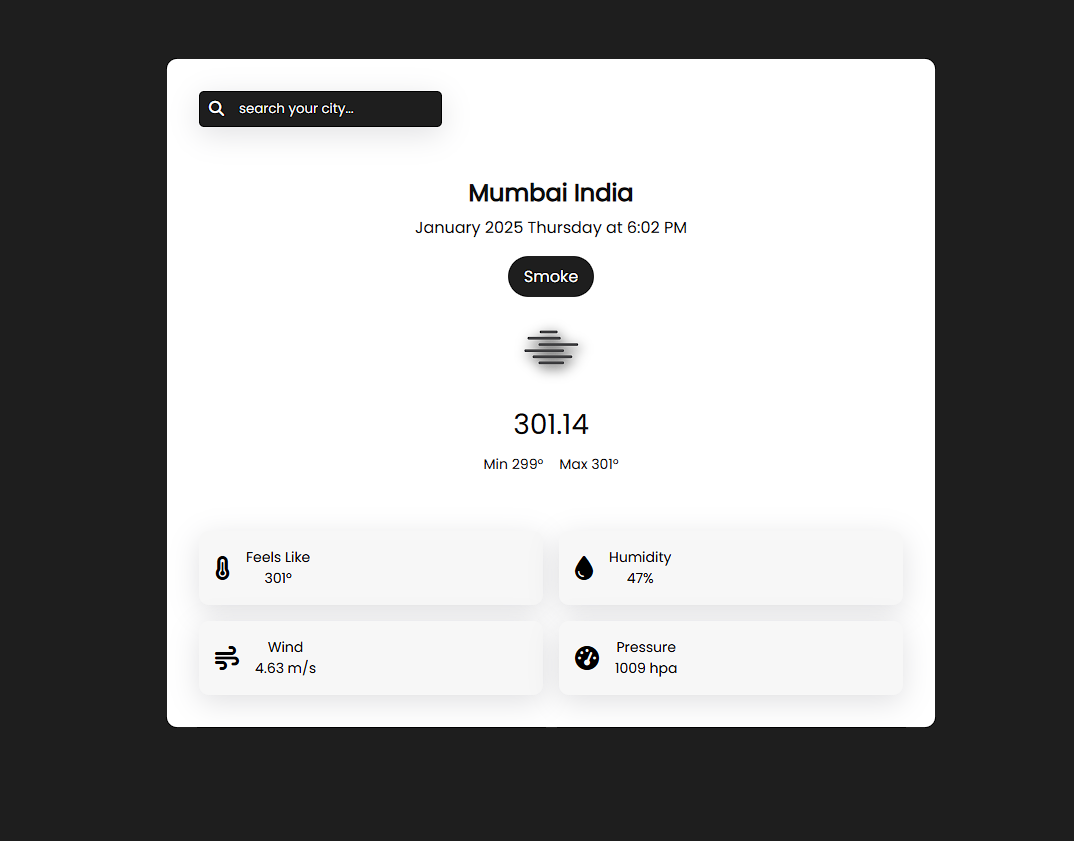 search your city...
Mumbai India
January 2025 Thursday at 6:02 PM
Smoke
301.14
Min 299° Max 301°
Feels Like
301°
Humidity
47%
Wind
4.63 m/s
Pressure
1009 hpa